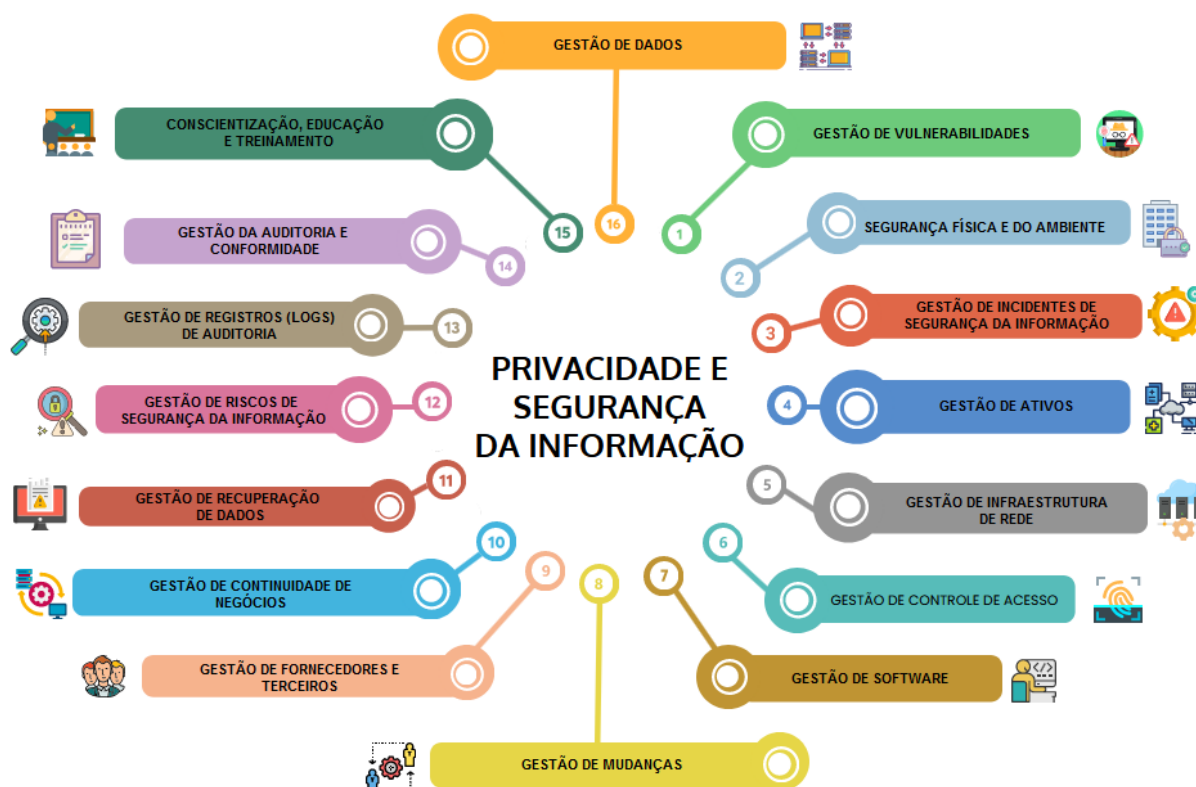 GESTÃO DE DADOS
CONSCIENTIZAÇÃO, EDUCAÇÃO
E TREINAMENTO
GESTÃO DE VULNERABILIDADES
16
15
1
GESTÃO DA AUDITORIA E
CONFORMIDADE
SEGURANÇA FÍSICA E DO AMBIENTE
14
2
GESTÃO DE REGISTROS (LOGS)
DE AUDITORIA
13
3
GESTÃO DE INCIDENTES DE
SEGURANÇA DA INFORMAÇÃO
PRIVACIDADE E
SEGURANÇA
DA INFORMAÇÃO
GESTÃO DE RISCOS DE
SEGURANÇA DA INFORMAÇÃO
12
4
GESTÃO DE ATIVOS
GESTÃO DE RECUPERAÇÃO
DE DADOS
11
5
GESTÃO DE INFRAESTRUTURA
DE REDE
10
6
GESTÃO DE CONTINUIDADE DE
NEGÓCIOS
9
8
7
GESTÃO DE CONTROLE DE ACESSO
GESTÃO DE FORNECEDORES E
TERCEIROS
GESTÃO DE SOFTWARE
GESTÃO DE MUDANÇAS